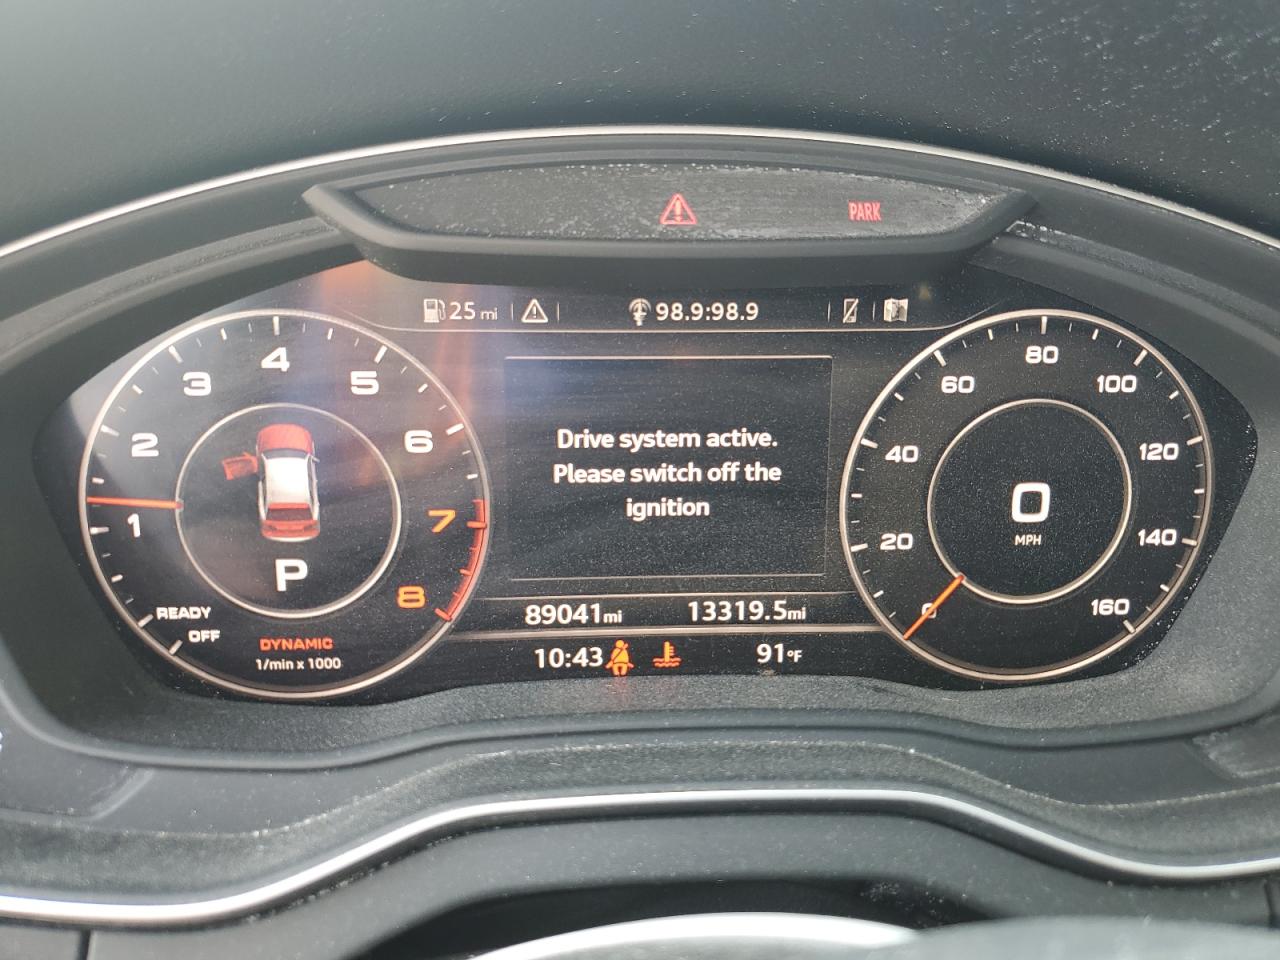 PARK
25 mi
98.9:98.9
4
3
5
2
6
1
7
8
P
READY
OFF
DYNAMIC
1/min x 1000
Drive system active.
Please switch off the
ignition
89041mi
13319.5mi
10:43
91°F
80
60
100
40
120
20
140
0
160
0
MPH